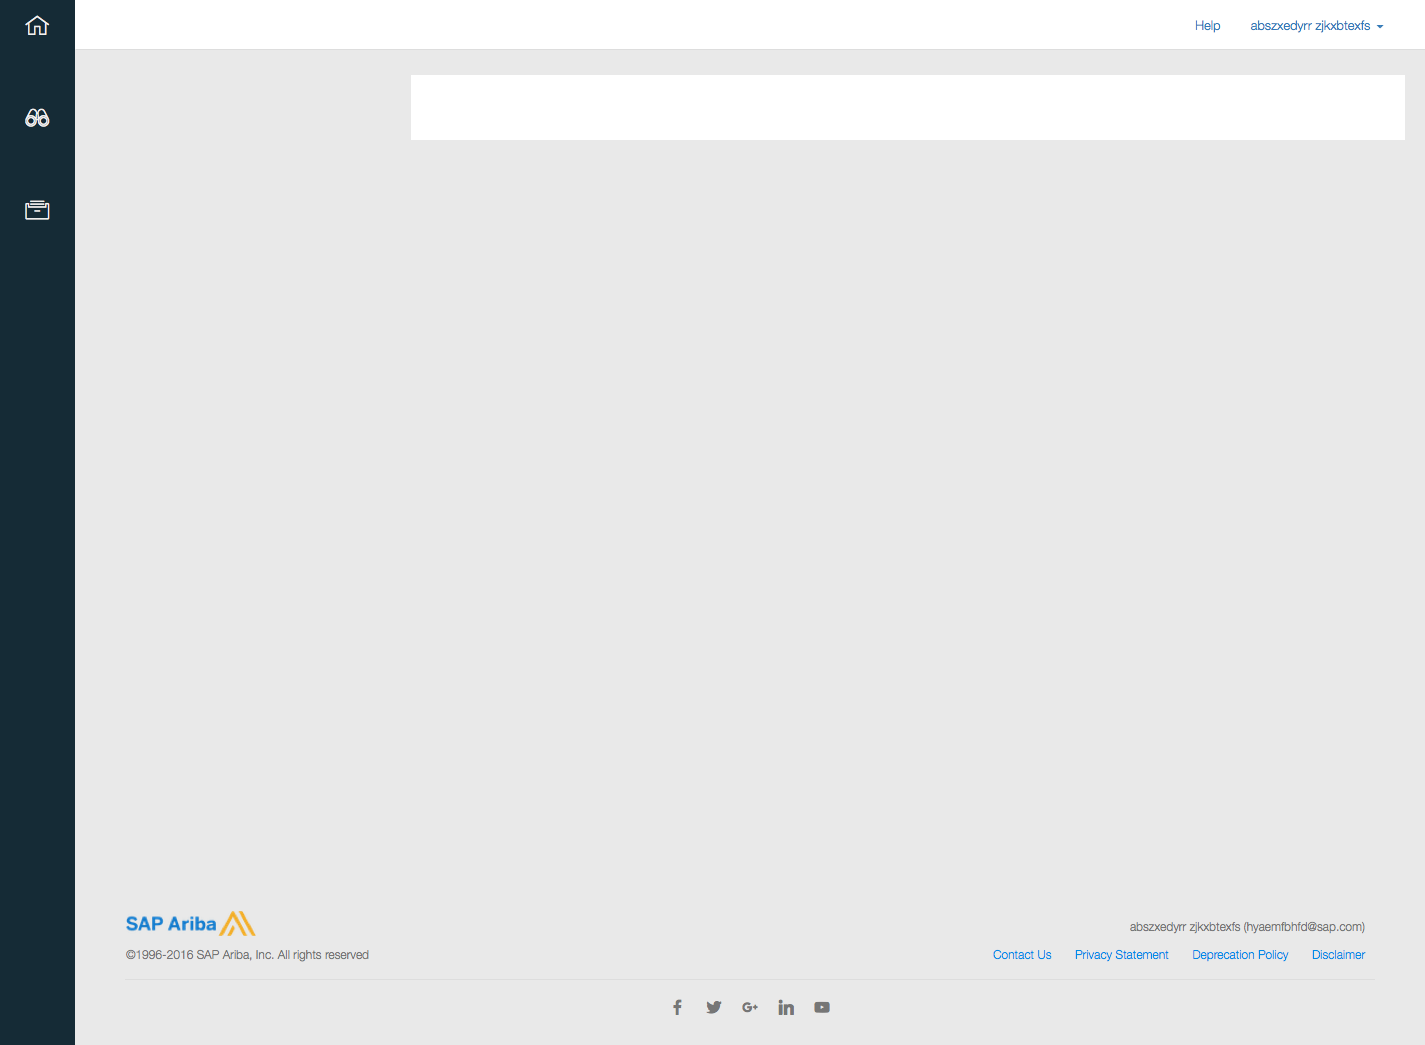 Help abszxedyrr zjkxbtexfs
SAP Ariba
abszxedyrr zjkxbtexfs (hyaemfbhfd@sap.com)
©1996-2016 SAP Ariba, Inc. All rights reserved
Contact Us Privacy Statement Deprecation Policy Disclaimer